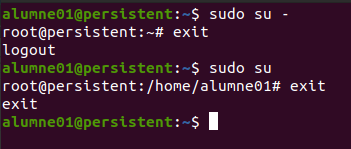 alumne01@persistent:~$ sudo su -
root@persistent:~# exit
logout
alumne01@persistent:~$ sudo su
root@persistent:/home/alumne01# exit
exit
alumne01@persistent:~$